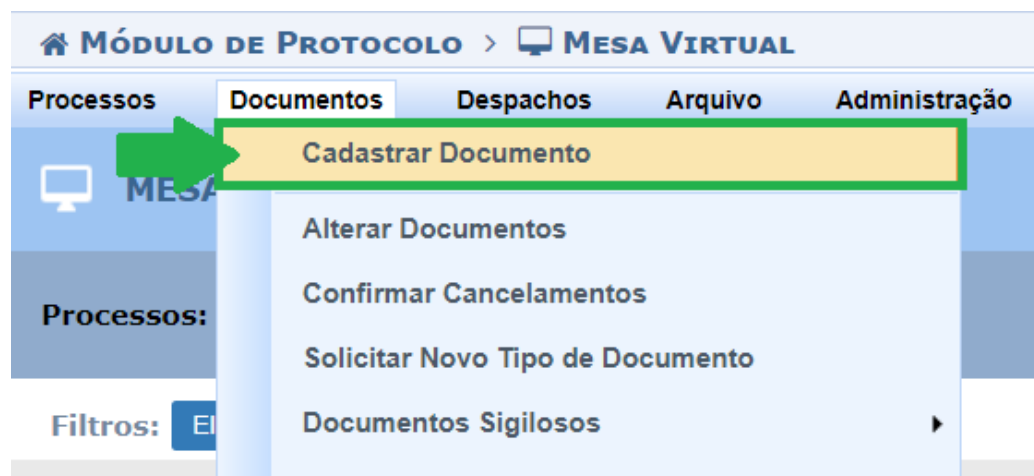 Módulo de Protocolo > Mesa Virtual
Processos Documentos Despachos Arquivo Administração
Cadastrar Documento
Alterar Documentos
Confirmar Cancelamentos
Processos:
Solicitar Novo Tipo de Documento
Filtros:
Documentos Sigilosos